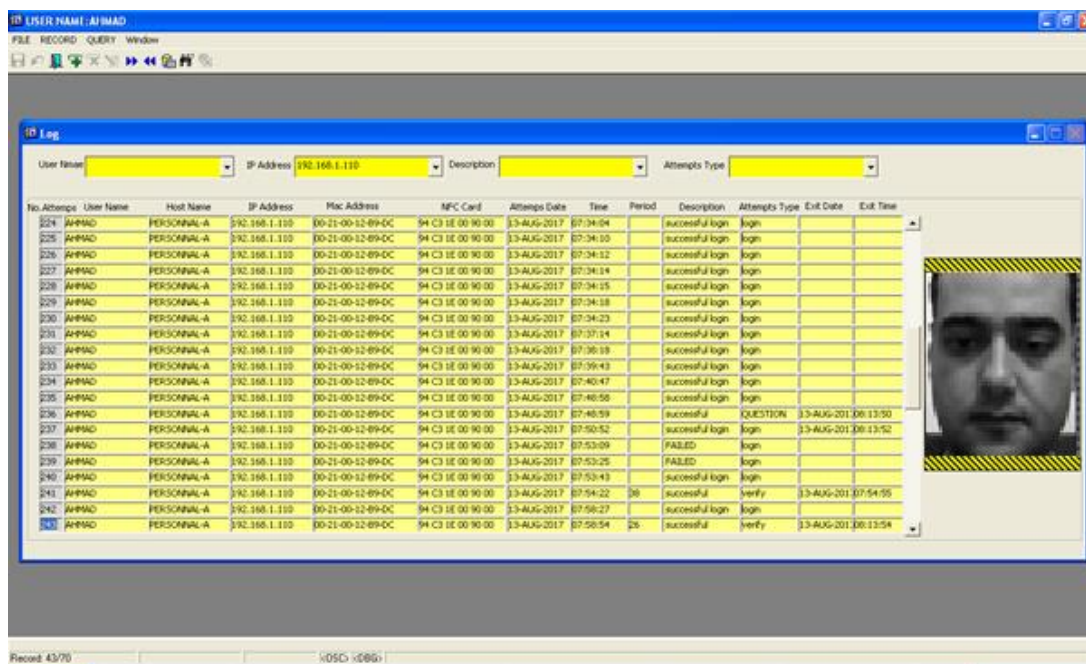 USER NAME:AHMAD
FILE RECORD QUERY Window
Log
User Nmae IP Address 192.168.1.110 Description Attempts Type
No.Attemps User Name Host Name IP Address Mac Address NFC Card Attemps Date Time Period Description Attempts Type Exit Date Exit Time
224 AHMAD PERSONNAL-A 192.168.1.110 00-21-00-12-B9-DC 94 C3 1E 00 90 00 13-AUG-2017 07:34:04 successful login login
225 AHMAD PERSONNAL-A 192.168.1.110 00-21-00-12-B9-DC 94 C3 1E 00 90 00 13-AUG-2017 07:34:10 successful login login
226 AHMAD PERSONNAL-A 192.168.1.110 00-21-00-12-B9-DC 94 C3 1E 00 90 00 13-AUG-2017 07:34:12 successful login login
227 AHMAD PERSONNAL-A 192.168.1.110 00-21-00-12-B9-DC 94 C3 1E 00 90 00 13-AUG-2017 07:34:14 successful login login
228 AHMAD PERSONNAL-A 192.168.1.110 00-21-00-12-B9-DC 94 C3 1E 00 90 00 13-AUG-2017 07:34:15 successful login login
229 AHMAD PERSONNAL-A 192.168.1.110 00-21-00-12-B9-DC 94 C3 1E 00 90 00 13-AUG-2017 07:34:18 successful login login
230 AHMAD PERSONNAL-A 192.168.1.110 00-21-00-12-B9-DC 94 C3 1E 00 90 00 13-AUG-2017 07:34:23 successful login login
231 AHMAD PERSONNAL-A 192.168.1.110 00-21-00-12-B9-DC 94 C3 1E 00 90 00 13-AUG-2017 07:37:14 successful login login
232 AHMAD PERSONNAL-A 192.168.1.110 00-21-00-12-B9-DC 94 C3 1E 00 90 00 13-AUG-2017 07:38:18 successful login login
233 AHMAD PERSONNAL-A 192.168.1.110 00-21-00-12-B9-DC 94 C3 1E 00 90 00 13-AUG-2017 07:39:43 successful login login
234 AHMAD PERSONNAL-A 192.168.1.110 00-21-00-12-B9-DC 94 C3 1E 00 90 00 13-AUG-2017 07:40:47 successful login login
235 AHMAD PERSONNAL-A 192.168.1.110 00-21-00-12-B9-DC 94 C3 1E 00 90 00 13-AUG-2017 07:48:58 successful login login
236 AHMAD PERSONNAL-A 192.168.1.110 00-21-00-12-B9-DC 94 C3 1E 00 90 00 13-AUG-2017 07:48:59 successful QUESTION 13-AUG-201 08:13:50
237 AHMAD PERSONNAL-A 192.168.1.110 00-21-00-12-B9-DC 94 C3 1E 00 90 00 13-AUG-2017 07:50:52 successful login login 13-AUG-201 08:13:52
238 AHMAD PERSONNAL-A 192.168.1.110 00-21-00-12-B9-DC 94 C3 1E 00 90 00 13-AUG-2017 07:53:09 FAILED login
239 AHMAD PERSONNAL-A 192.168.1.110 00-21-00-12-B9-DC 94 C3 1E 00 90 00 13-AUG-2017 07:53:25 FAILED login
240 AHMAD PERSONNAL-A 192.168.1.110 00-21-00-12-B9-DC 94 C3 1E 00 90 00 13-AUG-2017 07:53:43 successful login login
241 AHMAD PERSONNAL-A 192.168.1.110 00-21-00-12-B9-DC 94 C3 1E 00 90 00 13-AUG-2017 07:54:22 38 successful verify 13-AUG-201 07:54:55
242 AHMAD PERSONNAL-A 192.168.1.110 00-21-00-12-B9-DC 94 C3 1E 00 90 00 13-AUG-2017 07:58:27 successful login login
243 AHMAD PERSONNAL-A 192.168.1.110 00-21-00-12-B9-DC 94 C3 1E 00 90 00 13-AUG-2017 07:58:54 26 successful verify 13-AUG-201 08:13:54
Record: 43/70 <OSC> <DBG>